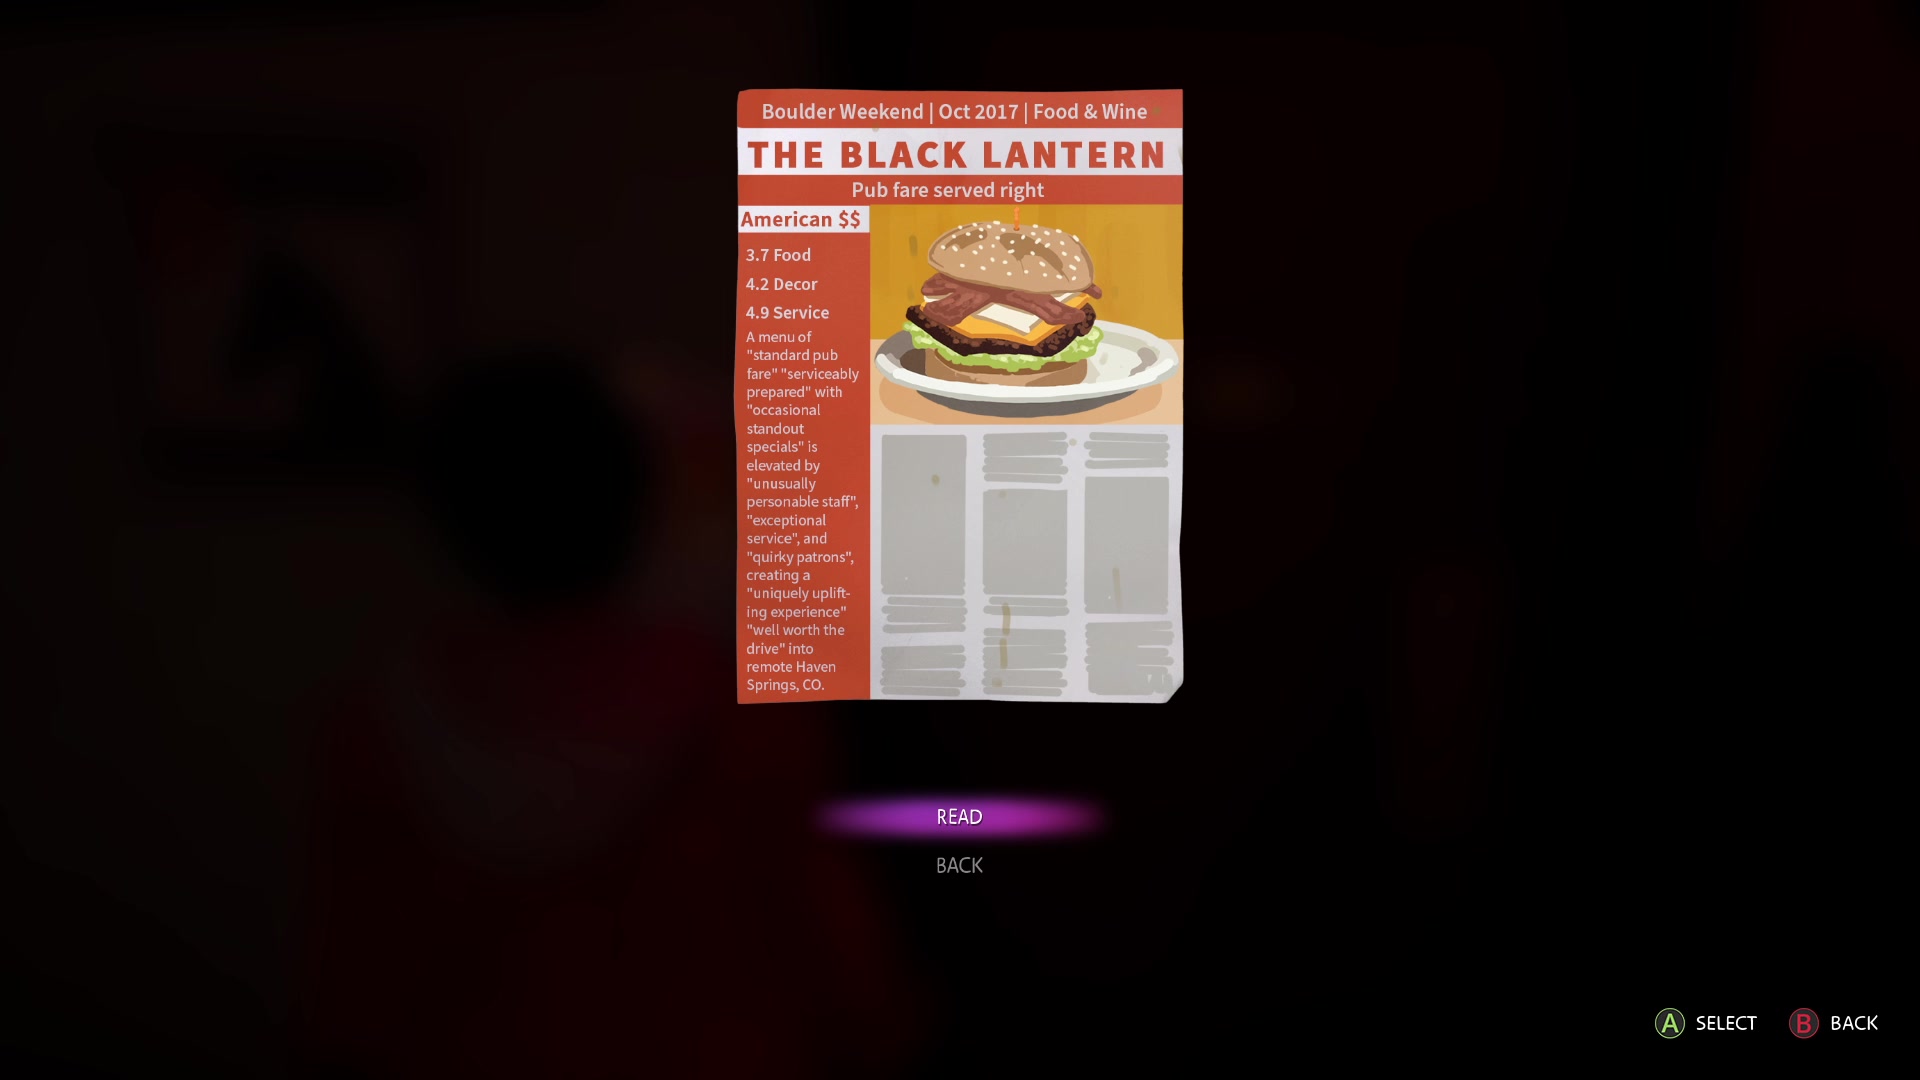 Boulder Weekend | Oct 2017 | Food & Wine
THE BLACK LANTERN
Pub fare served right
American $$
3.7 Food
4.2 Decor
4.9 Service
A menu of
"standard pub
fare" "serviceably
prepared" with
"occasional
standout
specials" is
elevated by
"unusually
personable staff",
"exceptional
service", and
"quirky patrons",
creating a
"uniquely uplift-
ing experience"
"well worth the
drive" into
remote Haven
Springs, CO.
READ
BACK
A SELECT B BACK